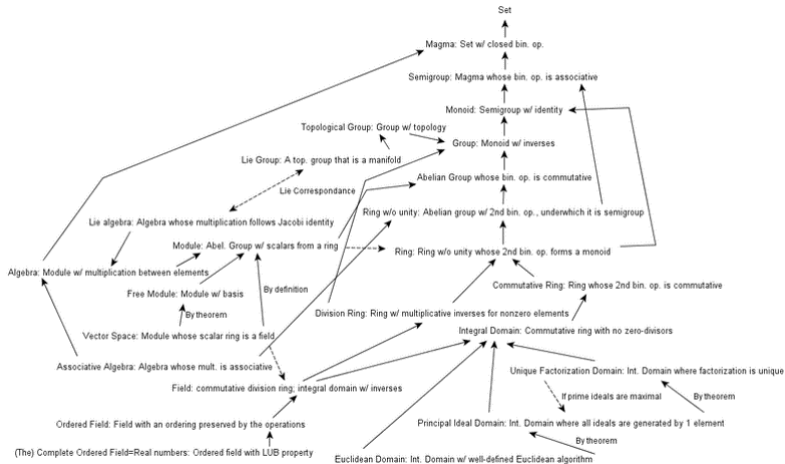 Set
Magma: Set w/ closed bin. op.
Semigroup: Magma whose bin. op. is associative
Monoid: Semigroup w/ identity
Topological Group: Group w/ topology
Group: Monoid w/ inverses
Lie Group: A top. group that is a manifold
Abelian Group whose bin. op. is commutative
Lie Correspondance
Ring w/o unity: Abelian group w/ 2nd bin. op., underwhich it is semigroup
Lie algebra: Algebra whose multiplication follows Jacobi identity
Module: Abel. Group w/ scalars from a ring
Ring: Ring w/o unity whose 2nd bin. op. forms a monoid
Algebra: Module w/ multiplication between elements
Commutative Ring: Ring whose 2nd bin. op. is commutative
Free Module: Module w/ basis
By definition
By theorem
Division Ring: Ring w/ multiplicative inverses for nonzero elements
Vector Space: Module whose scalar ring is a field
Integral Domain: Commutative ring with no zero-divisors
Associative Algebra: Algebra whose mult. is associative
Unique Factorization Domain: Int. Domain where factorization is unique
Field: commutative division ring; integral domain w/ inverses
If prime ideals are maximal
By theorem
Ordered Field: Field with an ordering preserved by the operations
Principal Ideal Domain: Int. Domain where all ideals are generated by 1 element
By theorem
(The) Complete Ordered Field=Real numbers: Ordered field with LUB property
Euclidean Domain: Int. Domain w/ well-defined Euclidean algorithm